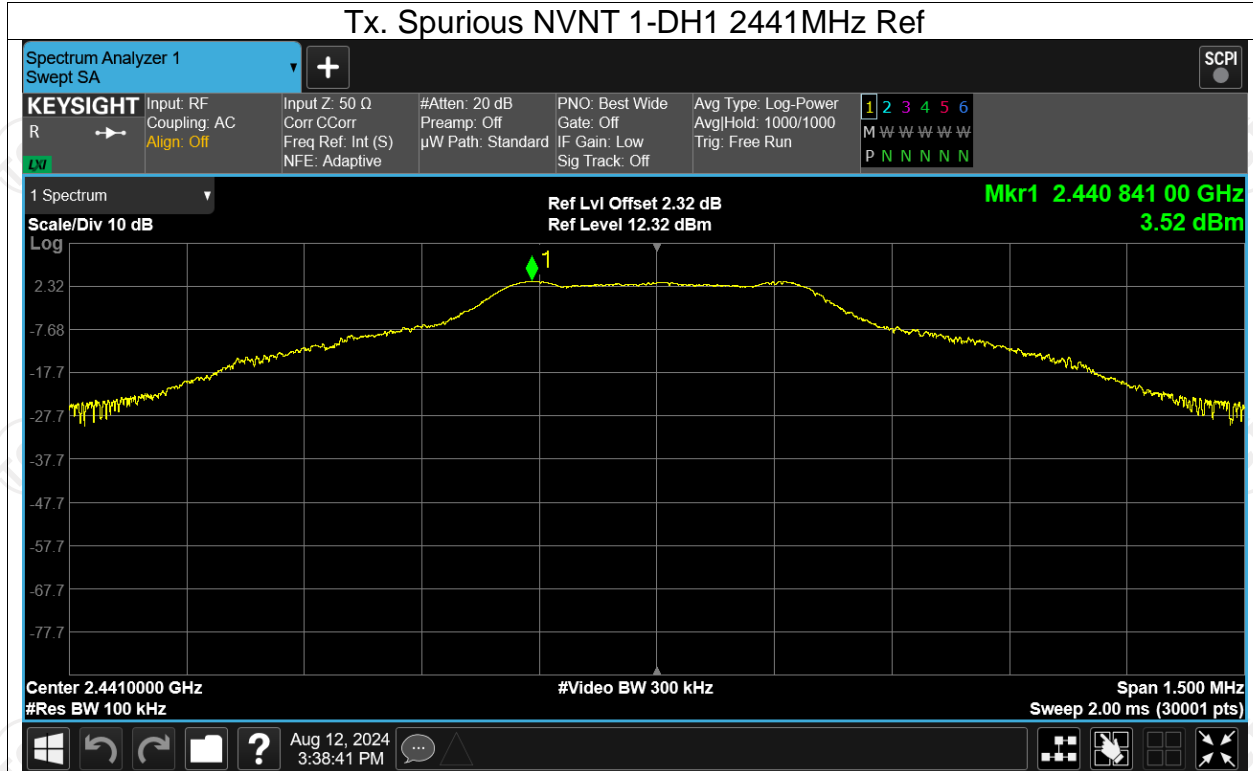 Tx. Spurious NVNT 1-DH1 2441MHz Ref
Spectrum Analyzer 1
Swept SA
+
SCPI
KEYSIGHT
R
LXI
Input: RF
Coupling: AC
Align: Off
Input Z: 50 Ω
Corr CCorr
Freq Ref: Int (S)
NFE: Adaptive
#Atten: 20 dB
Preamp: Off
µW Path: Standard
PNO: Best Wide
Gate: Off
IF Gain: Low
Sig Track: Off
Avg Type: Log-Power
Avg|Hold: 1000/1000
Trig: Free Run
1 2 3 4 5 6
M W W W W W
P N N N N N
1 Spectrum
Scale/Div 10 dB
Log
Ref Lvl Offset 2.32 dB
Ref Level 12.32 dBm
Mkr1 2.440 841 00 GHz
3.52 dBm
1
2.32
-7.68
-17.7
-27.7
-37.7
-47.7
-57.7
-67.7
-77.7
Center 2.4410000 GHz
#Res BW 100 kHz
#Video BW 300 kHz
Span 1.500 MHz
Sweep 2.00 ms (30001 pts)
?
Aug 12, 2024
3:38:41 PM